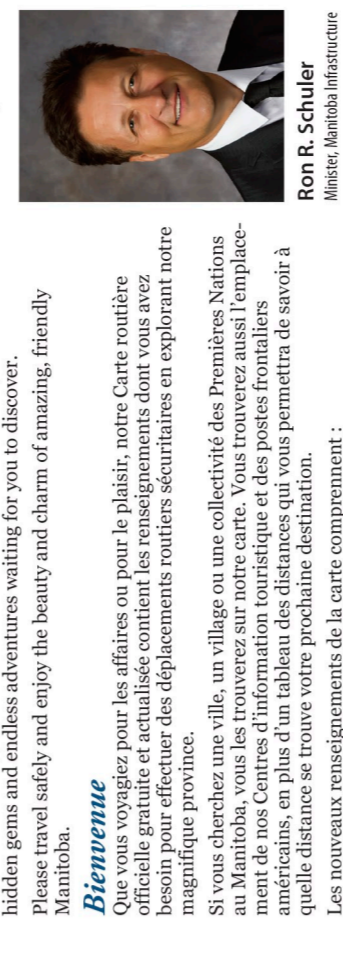 hidden gems and endless adventures waiting for you to discover.
Please travel safely and enjoy the beauty and charm of amazing, friendly
Manitoba.
Bienvenue
Que vous voyagiez pour les affaires ou pour le plaisir, notre Carte routière
officielle gratuite et actualisée contient les renseignements dont vous avez
besoin pour effectuer des déplacements routiers sécuritaires en explorant notre
magnifique province.
Si vous cherchez une ville, un village ou une collectivité des Premières Nations
au Manitoba, vous les trouverez sur notre carte. Vous trouverez aussi l'emplace-
ment de nos Centres d'information touristique et des postes frontaliers
américains, en plus d'un tableau des distances qui vous permettra de savoir à
quelle distance se trouve votre prochaine destination.
Les nouveaux renseignements de la carte comprennent :
Ron R. Schuler
Minister, Manitoba Infrastructure